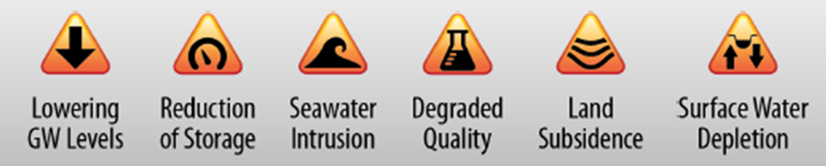 Lowering
GW Levels
Reduction
of Storage
Seawater
Intrusion
Degraded
Quality
Land
Subsidence
Surface Water
Depletion